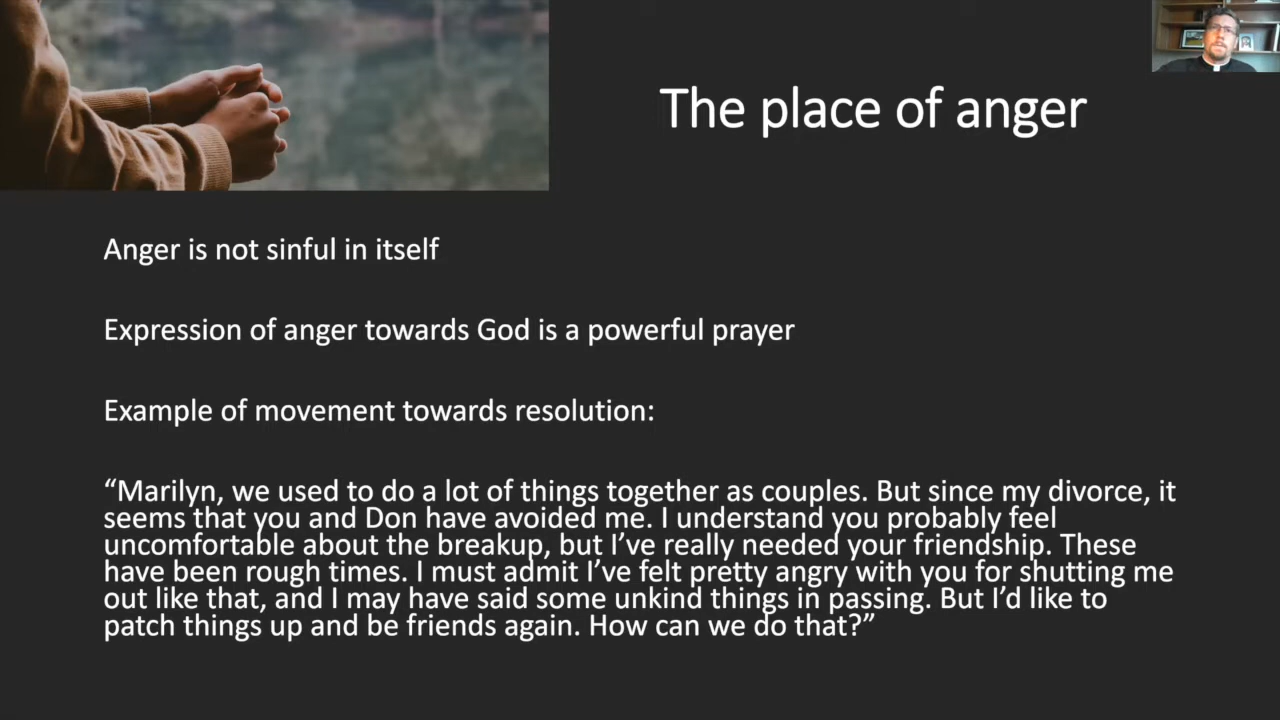 The place of anger
Anger is not sinful in itself
Expression of anger towards God is a powerful prayer
Example of movement towards resolution:
“Marilyn, we used to do a lot of things together as couples. But since my divorce, it
seems that you and Don have avoided me. I understand you probably feel
uncomfortable about the breakup, but I’ve really needed your friendship. These
have been rough times. I must admit I’ve felt pretty angry with you for shutting me
out like that, and I may have said some unkind things in passing. But I’d like to
patch things up and be friends again. How can we do that?”